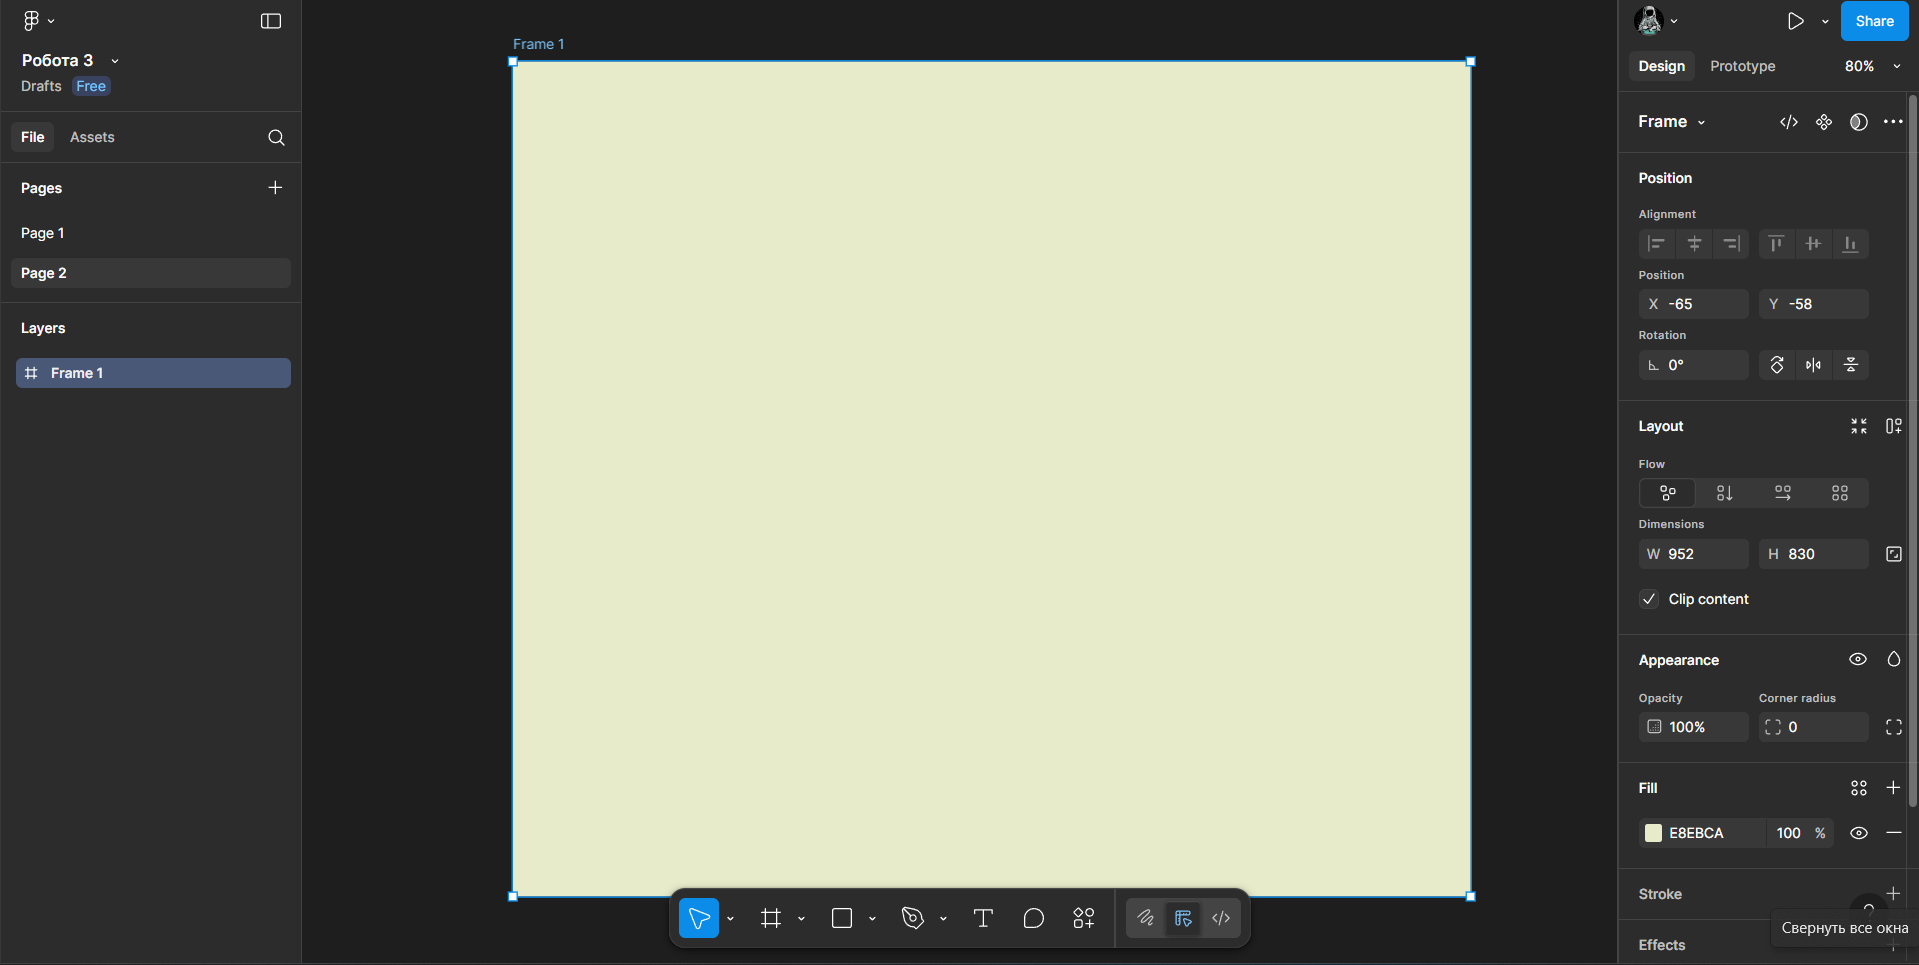 Робота 3
Drafts Free
File Assets
Pages
Page 1
Page 2
Layers
Frame 1
Frame 1
Share
Design Prototype 80%
Frame
Position
Alignment
Position
X -65 Y -58
Rotation
0°
Layout
Flow
Dimensions
W 952 H 830
Clip content
Appearance
Opacity Corner radius
100% 0
Fill
E8EBCA 100 %
Stroke
?
Свернуть все окна
Effects